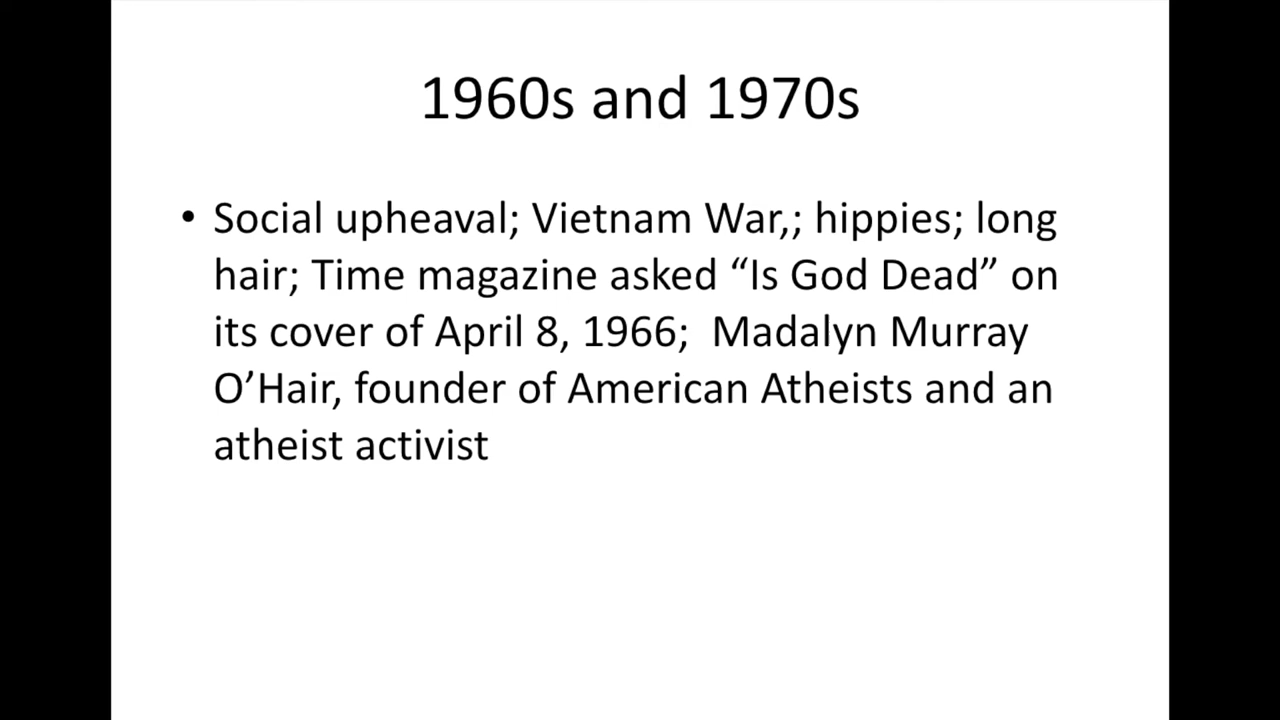 1960s and 1970s
• Social upheaval; Vietnam War,; hippies; long
hair; Time magazine asked “Is God Dead” on
its cover of April 8, 1966;  Madalyn Murray
O’Hair, founder of American Atheists and an
atheist activist